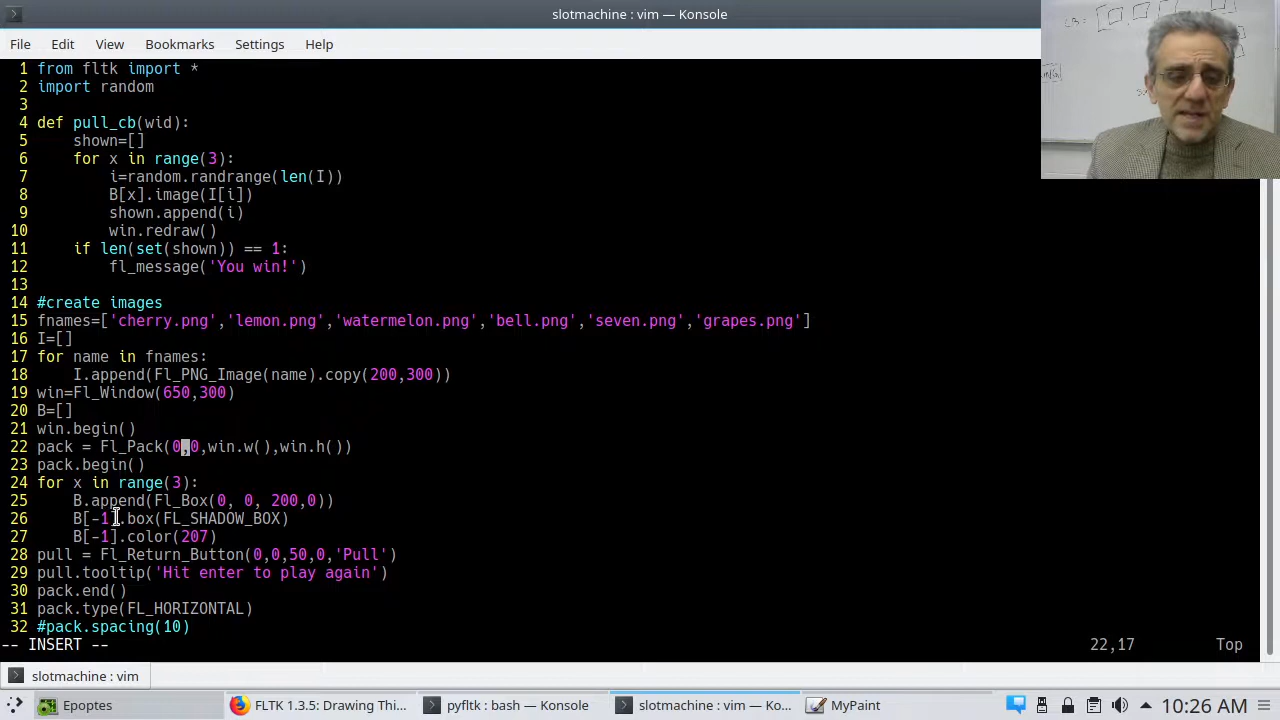 slotmachine : vim — Konsole
File Edit View Bookmarks Settings Help
1 from fltk import *
2 import random
3
4 def pull_cb(wid):
5     shown=[]
6     for x in range(3):
7         i=random.randrange(len(I))
8         B[x].image(I[i])
9         shown.append(i)
10         win.redraw()
11     if len(set(shown)) == 1:
12         fl_message('You win!')
13
14 #create images
15 fnames=['cherry.png','lemon.png','watermelon.png','bell.png','seven.png','grapes.png']
16 I=[]
17 for name in fnames:
18     I.append(Fl_PNG_Image(name).copy(200,300))
19 win=Fl_Window(650,300)
20 B=[]
21 win.begin()
22 pack = Fl_Pack(0,0,win.w(),win.h())
23 pack.begin()
24 for x in range(3):
25     B.append(Fl_Box(0, 0, 200,0))
26     B[-1].box(FL_SHADOW_BOX)
27     B[-1].color(207)
28 pull = Fl_Return_Button(0,0,50,0,'Pull')
29 pull.tooltip('Hit enter to play again')
30 pack.end()
31 pack.type(FL_HORIZONTAL)
32 #pack.spacing(10)
-- INSERT -- 22,17 Top
slotmachine : vim
Epoptes FLTK 1.3.5: Drawing Thi... pyfltk : bash — Konsole slotmachine : vim — Ko... MyPaint 10:26 AM